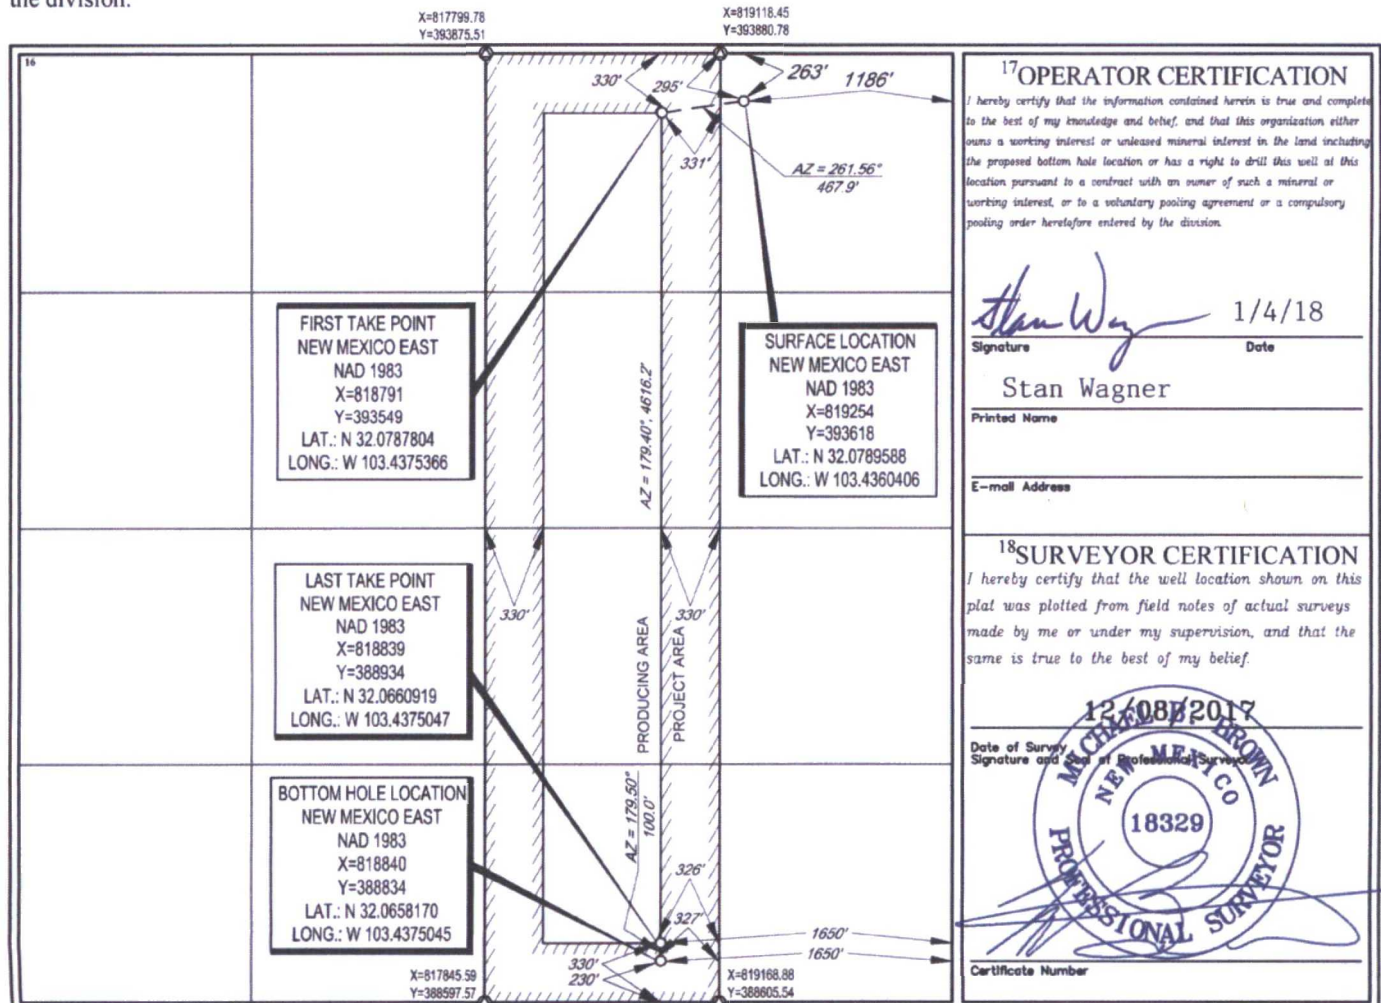 the division.
X=817799.78
Y=393875.51
X=819118.45
Y=393880.78
16
330'
295'
263'
1186'
331'
AZ = 261.56°
467.9'
FIRST TAKE POINT
NEW MEXICO EAST
NAD 1983
X=818791
Y=393549
LAT.: N 32.0787804
LONG.: W 103.4375366
SURFACE LOCATION
NEW MEXICO EAST
NAD 1983
X=819254
Y=393618
LAT.: N 32.0789588
LONG.: W 103.4360406
AZ = 179.40°, 4616.2'
330'
330'
LAST TAKE POINT
NEW MEXICO EAST
NAD 1983
X=818839
Y=388934
LAT.: N 32.0660919
LONG.: W 103.4375047
PRODUCING AREA
PROJECT AREA
BOTTOM HOLE LOCATION
NEW MEXICO EAST
NAD 1983
X=818840
Y=388834
LAT.: N 32.0658170
LONG.: W 103.4375045
AZ = 179.50°
100.0'
326'
327'
1650'
1650'
330'
230'
X=817845.59
Y=388597.57
X=819168.88
Y=388605.54
17 OPERATOR CERTIFICATION
I hereby certify that the information contained herein is true and complete
to the best of my knowledge and belief, and that this organization either
owns a working interest or unleased mineral interest in the land including
the proposed bottom hole location or has a right to drill this well at this
location pursuant to a contract with an owner of such a mineral or
working interest, or to a voluntary pooling agreement or a compulsory
pooling order heretofore entered by the division.
Stan Wagner 1/4/18
Signature Date
Stan Wagner
Printed Name
E-mail Address
18 SURVEYOR CERTIFICATION
I hereby certify that the well location shown on this
plat was plotted from field notes of actual surveys
made by me or under my supervision, and that the
same is true to the best of my belief.
12/08/2017
Date of Survey
Signature and Seal of Professional Surveyor
MICHAEL B. BROWN
NEW MEXICO
18329
PROFESSIONAL SURVEYOR
Certificate Number